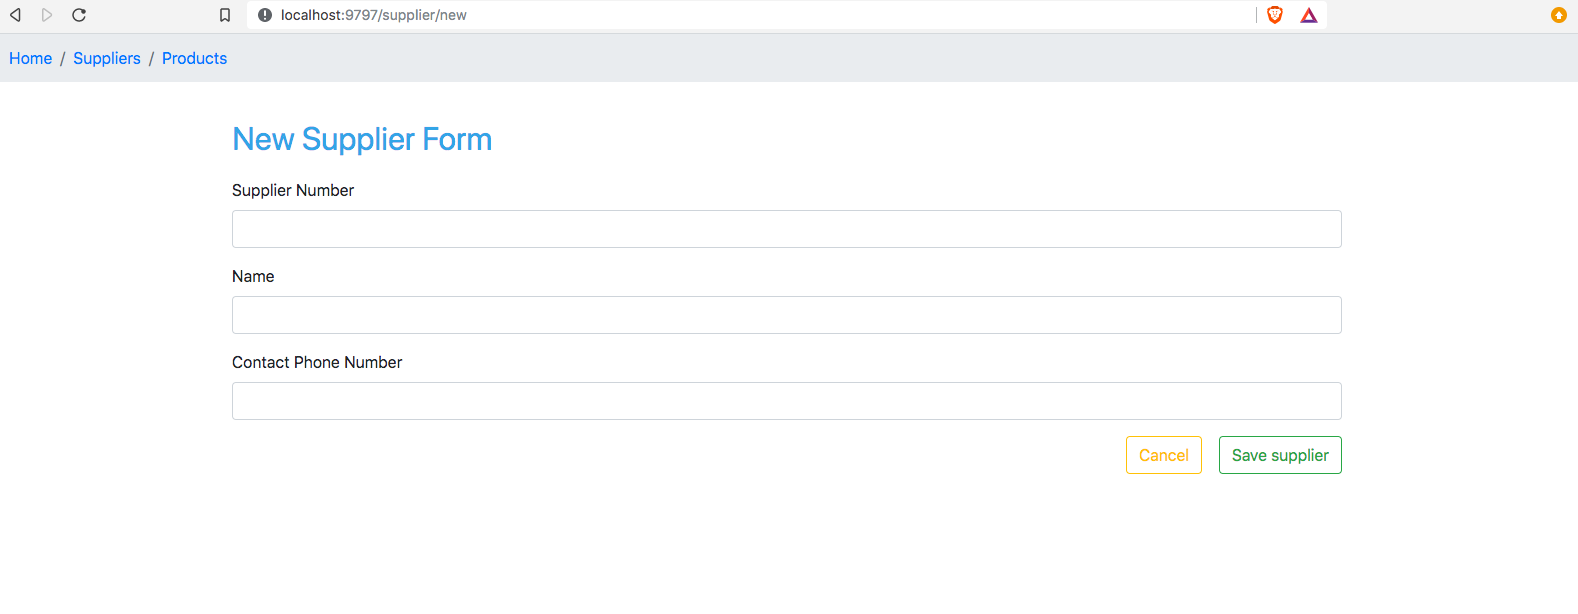 localhost:9797/supplier/new
Home / Suppliers / Products
New Supplier Form
Supplier Number
Name
Contact Phone Number
Cancel Save supplier